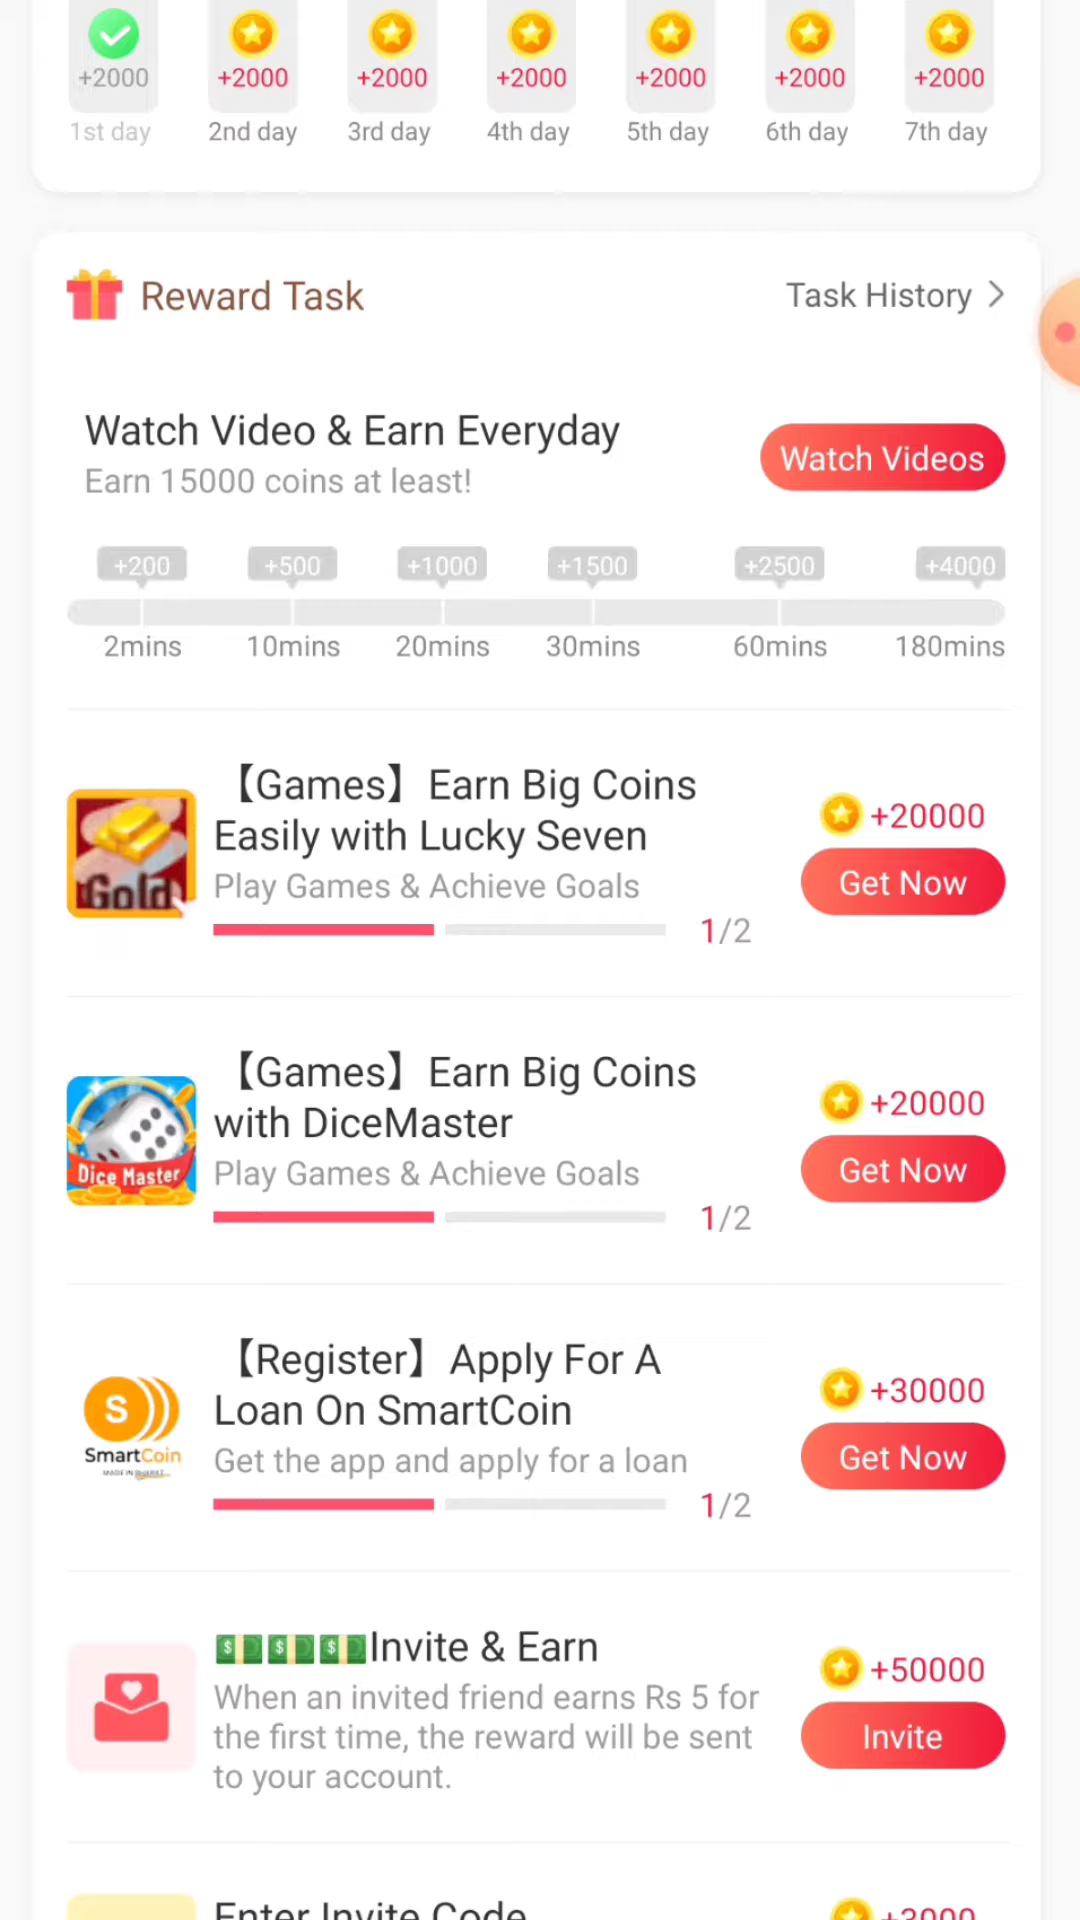 +2000 +2000 +2000 +2000 +2000 +2000 +2000
1st day 2nd day 3rd day 4th day 5th day 6th day 7th day
Reward Task
Task History
Watch Video & Earn Everyday
Earn 15000 coins at least!
Watch Videos
+200 +500 +1000 +1500 +2500 +4000
2mins 10mins 20mins 30mins 60mins 180mins
Gold
【Games】Earn Big Coins
Easily with Lucky Seven
Play Games & Achieve Goals
1/2
+20000
Get Now
Dice Master
【Games】Earn Big Coins
with DiceMaster
Play Games & Achieve Goals
1/2
+20000
Get Now
S
SmartCoin
MADE IN BHARAT
【Register】Apply For A
Loan On SmartCoin
Get the app and apply for a loan
1/2
+30000
Get Now
💵💵💵Invite & Earn
When an invited friend earns Rs 5 for
the first time, the reward will be sent
to your account.
+50000
Invite
Enter Invite Code
+3000